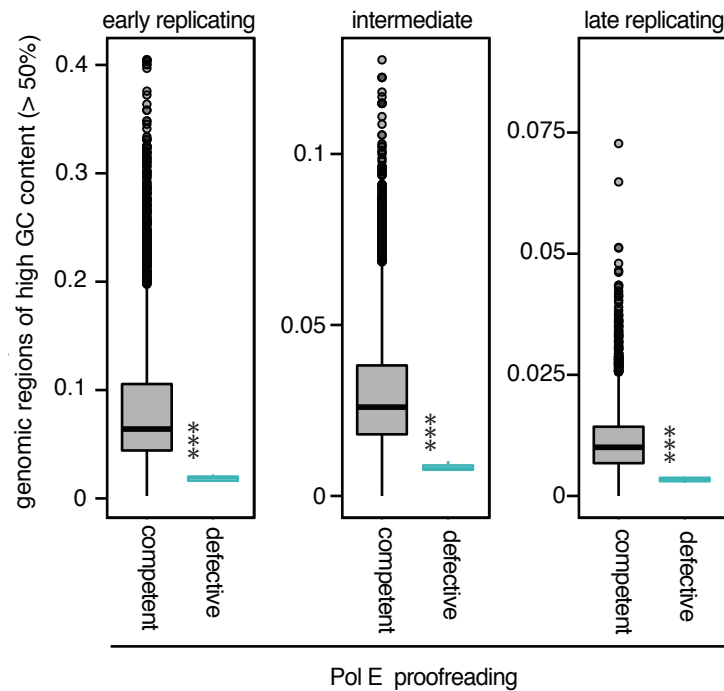 early replicating
intermediate
late replicating
genomic regions of high GC content (> 50%)
0.4
0.3
0.2
0.1
0
***
competent
defective
0.1
0.05
0
***
competent
defective
0.075
0.05
0.025
0
***
competent
defective
Pol E proofreading